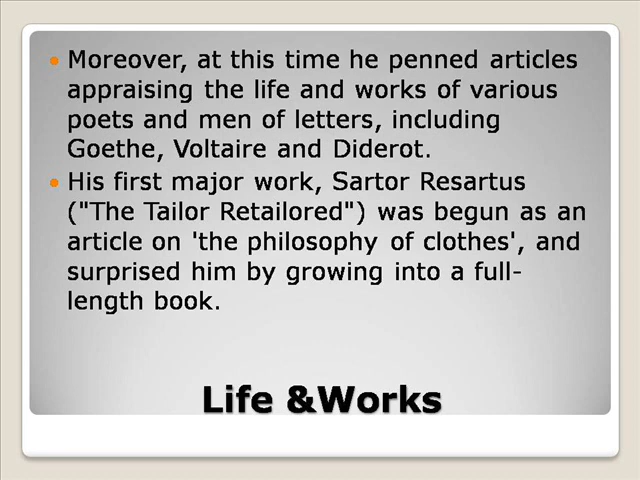 Moreover, at this time he penned articles
appraising the life and works of various
poets and men of letters, including
Goethe, Voltaire and Diderot.
His first major work, Sartor Resartus
("The Tailor Retailored") was begun as an
article on 'the philosophy of clothes', and
surprised him by growing into a full-
length book.
Life &Works